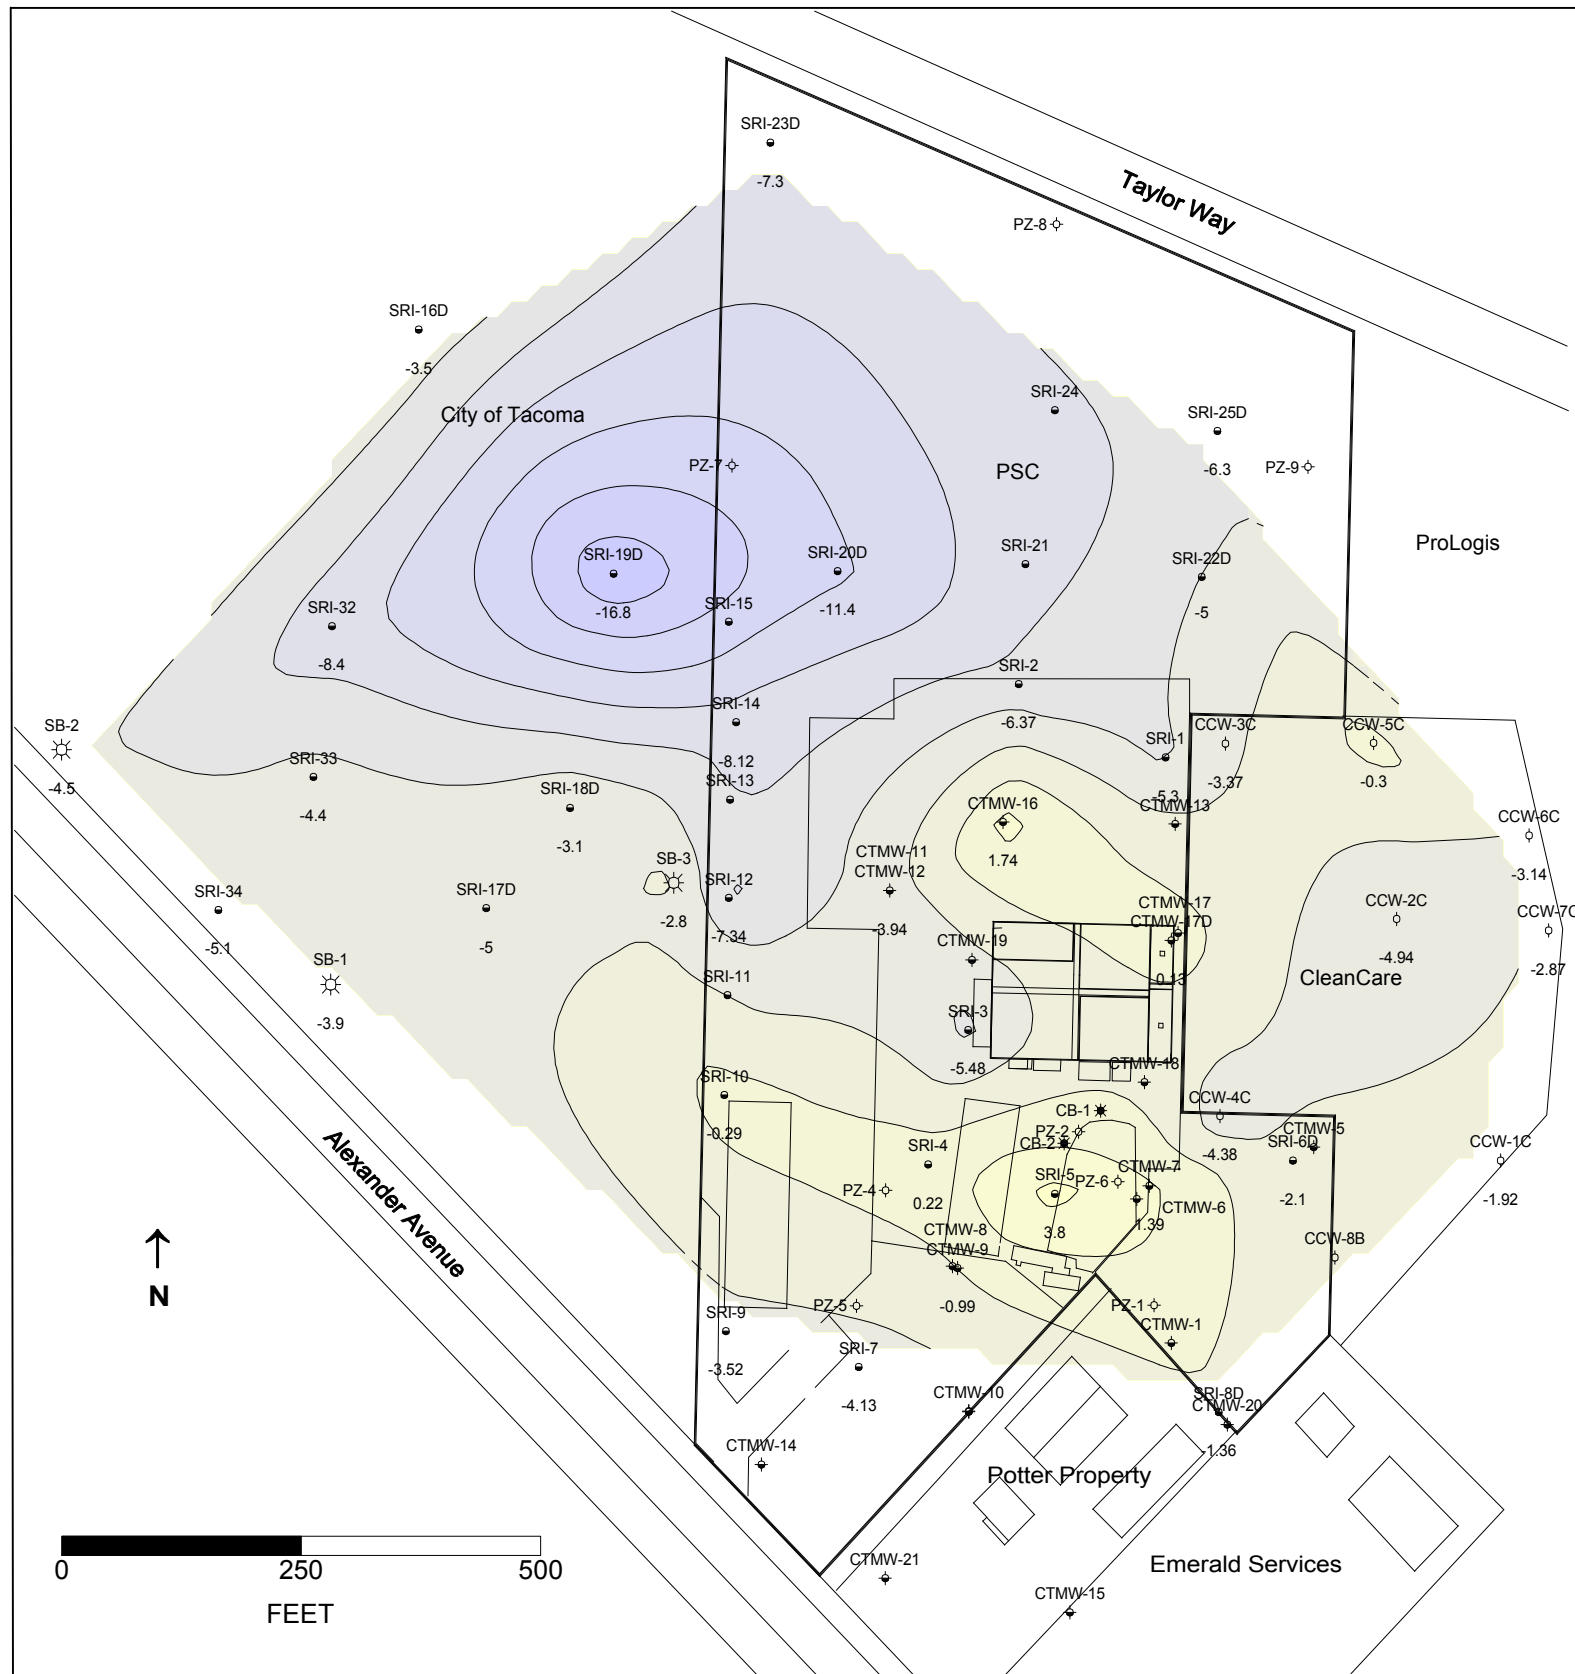 SRI-23D
-7.3
Taylor Way
PZ-8
SRI-16D
-3.5
City of Tacoma
SRI-24
SRI-25D
-6.3
PZ-9
PZ-7
PSC
ProLogis
SRI-19D
-16.8
SRI-20D
-11.4
SRI-21
SRI-22D
-5
SRI-15
SRI-32
-8.4
SRI-2
-6.37
SRI-14
-8.12
SB-2
-4.5
SRI-33
-4.4
SRI-18D
-3.1
SRI-13
SRI-1
-5.3
CCW-3C
-3.37
CCW-5C
-0.3
CTMW-16
1.74
CTMW-13
CCW-6C
-3.14
CTMW-11
CTMW-12
-3.94
SB-3
-2.8
SRI-12
-7.34
SRI-34
-5.1
SRI-17D
-5
CTMW-17
CTMW-17D
0.13
CCW-2C
-4.94
CCW-7C
-2.87
CTMW-19
SB-1
-3.9
SRI-11
CleanCare
SRI-3
-5.48
CTMW-18
SRI-10
-0.29
CB-1
CCW-4C
-4.38
PZ-2
CB-2
CTMW-5
SRI-6D
-2.1
CCW-1C
-1.92
SRI-4
0.22
SRI-5
3.8
PZ-6
CTMW-7
CTMW-6
1.39
PZ-4
Alexander Avenue
CTMW-8
CTMW-9
-0.99
CCW-8B
N
PZ-5
PZ-1
SRI-9
-3.52
CTMW-1
SRI-7
-4.13
CTMW-10
SRI-8D
CTMW-20
-1.36
CTMW-14
Potter Property
0
250
500
FEET
CTMW-21
Emerald Services
CTMW-15